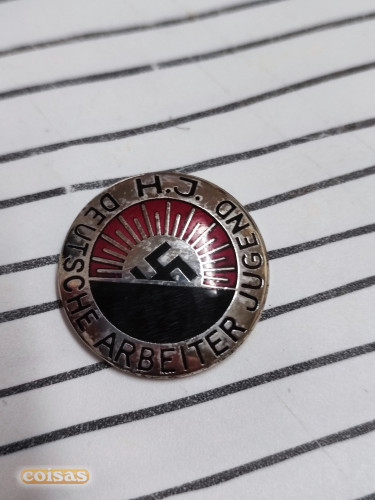 H.J. DEUTSCHE ARBEITER JUGEND
coisas